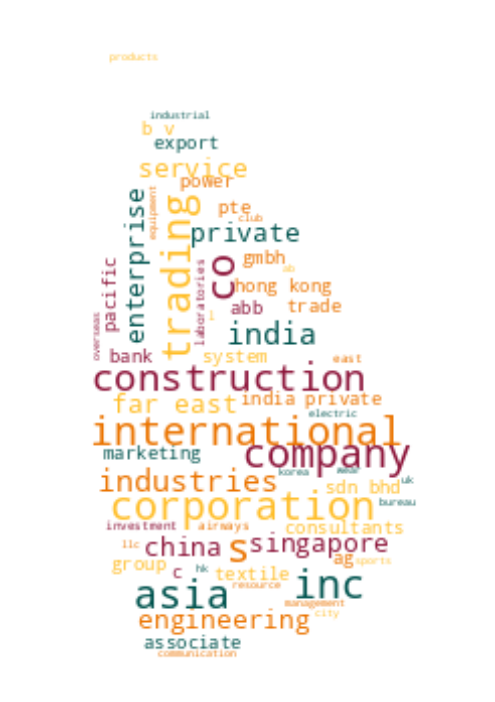 products
industrial
b v
export
service
power
equipment
enterprise
trading
pte
club
private
co
gmbh
ab
hong kong
pacific
laboratories
abb
trade
i
overseas
india
bank
system
east
construction
far east
india private
electric
international
marketing
company
korea
wear
industries
sdn bhd
uk
corporation
bureau
investment
airways
consultants
llc
china
s
singapore
group
c
hk
textile
ag
sports
resource
asia
inc
management
engineering
city
associate
communication